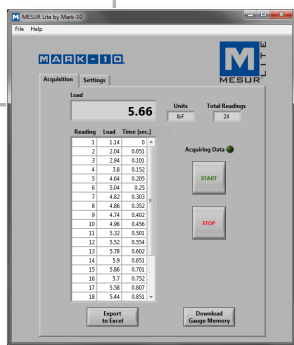 MESUR Lite by Mark-10
File Help
MARK-10
M
MESUR
LITE
Acquisition Settings
Load
5.66
Units
lbF
Total Readings
24
Reading Load Time (sec.)
1 1.14 0
2 2.04 0.051
3 2.94 0.101
4 3.8 0.152
5 4.64 0.205
6 5.04 0.25
7 4.82 0.303
8 4.86 0.352
9 4.74 0.402
10 4.96 0.456
11 5.32 0.501
12 5.52 0.554
13 5.78 0.602
14 5.9 0.651
15 5.86 0.701
16 5.7 0.752
17 5.58 0.807
18 5.44 0.851
Acquiring Data
START
STOP
Export
to Excel
Download
Gauge Memory